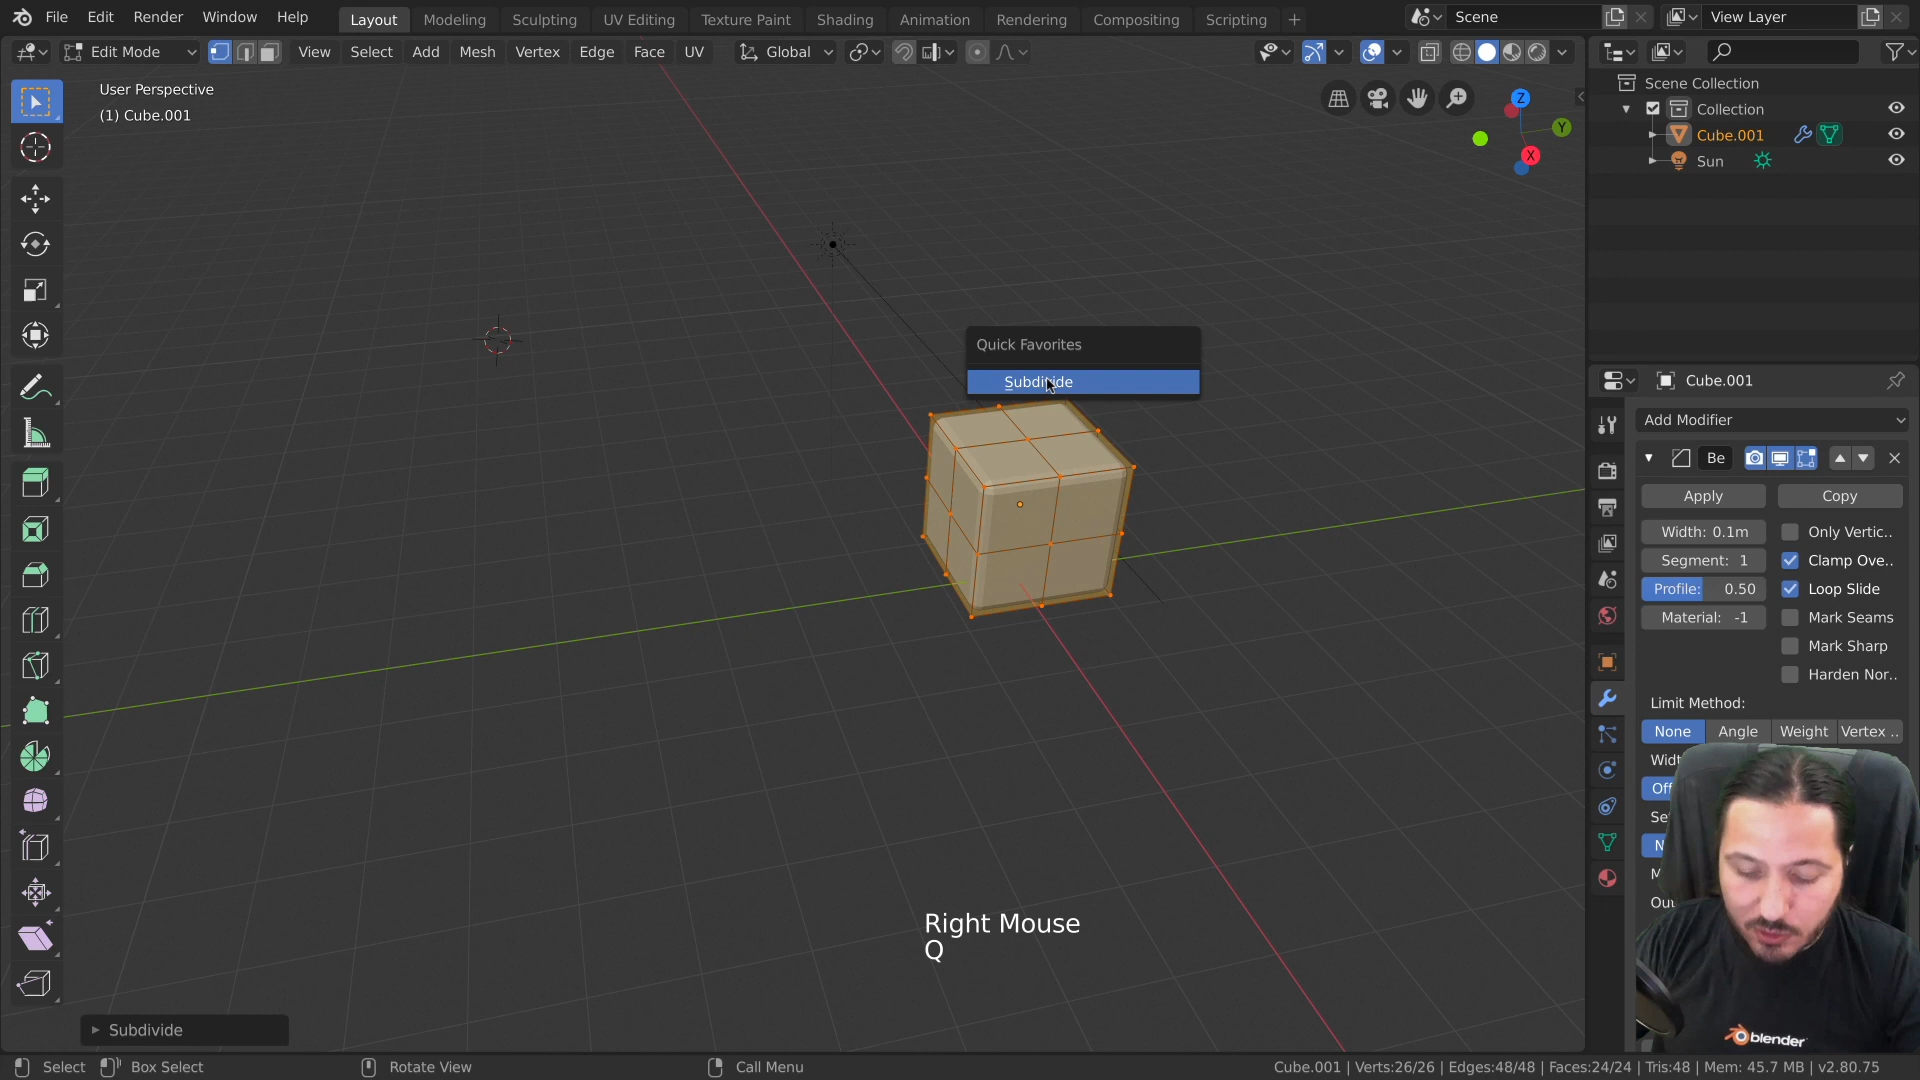 File Edit Render Window Help Layout Modeling Sculpting UV Editing Texture Paint Shading Animation Rendering Compositing Scripting + Scene View Layer
Edit Mode View Select Add Mesh Vertex Edge Face UV Global
User Perspective
(1) Cube.001
Z
Y
X
Scene Collection
Collection
Cube.001
Sun
Quick Favorites
Subdivide
Cube.001
Add Modifier
Be
Apply Copy
Width: 0.1m Only Vertic..
Segment: 1 Clamp Ove..
Profile: 0.50 Loop Slide
Material: -1 Mark Seams
Mark Sharp
Harden Nor..
Limit Method:
None Angle Weight Vertex ..
Widt
Off
Se
N
M
Ou
Right Mouse
Q
blender
Subdivide
Select Box Select Rotate View Call Menu Cube.001 | Verts:26/26 | Edges:48/48 | Faces:24/24 | Tris:48 | Mem: 45.7 MB | v2.80.75